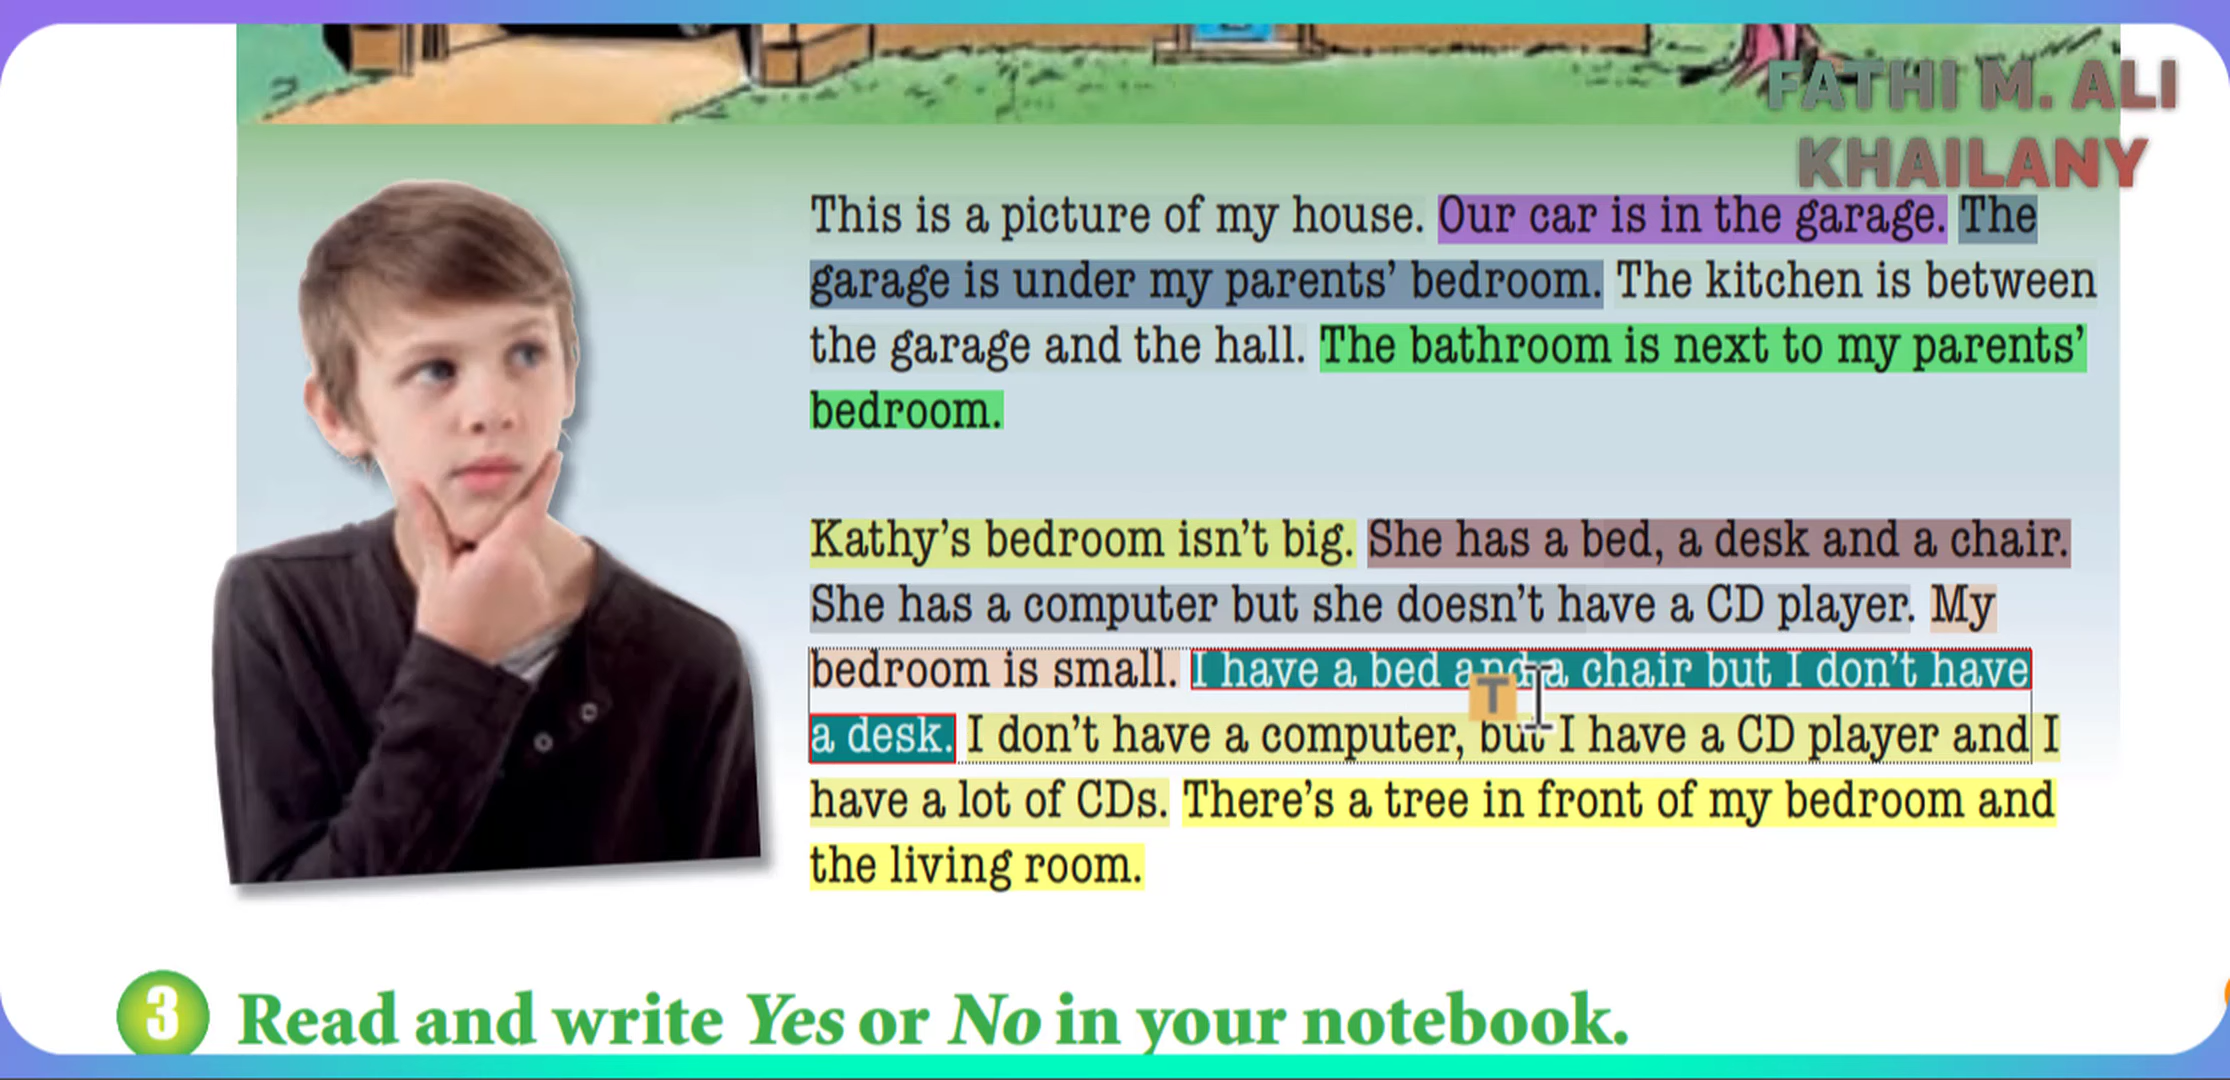 FATHI M. ALI
KHAILANY
This is a picture of my house. Our car is in the garage. The
garage is under my parents’ bedroom. The kitchen is between
the garage and the hall. The bathroom is next to my parents’
bedroom.
Kathy’s bedroom isn’t big. She has a bed, a desk and a chair.
She has a computer but she doesn’t have a CD player. My
bedroom is small. I have a bed and a chair but I don’t have
a desk. I don’t have a computer, but I have a CD player and I
have a lot of CDs. There’s a tree in front of my bedroom and
the living room.
T
3 Read and write Yes or No in your notebook.